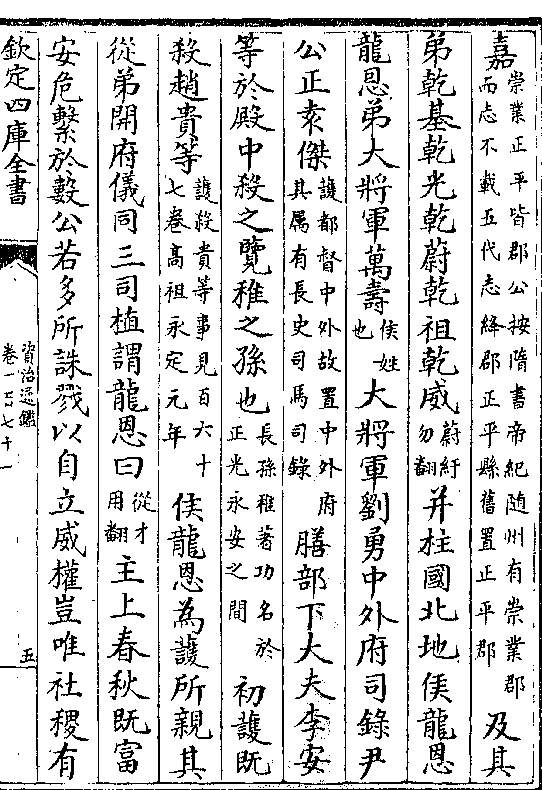 嘉崇業正平皆郡公按隋書帝紀随州有崇業郡而志不載五代志絳郡正平縣舊置正平郡及其
弟乾基乾光乾蔚乾祖乾威蔚紆勿翻并柱國北地侯龍恩
龍恩弟大將軍萬壽侯姓也大將軍劉勇中外府司錄尹
公正袁傑護都督中外故置中外府其属有長史司馬司錄膳部下大夫李安
等於殿中殺之覽稚之孫也長孫稚著功名於正光永安之間初護既
殺趙貴等護殺貴等事見百六十七卷高祖永定元年侯龍恩為護所親其
從弟開府儀同三司植謂龍恩曰從才用翻主上春秋既富
安危繫於數公若多所誅戮以自立威權豈唯社稷有
欽定四庫全書
資治通鑑
卷一百七十一
五